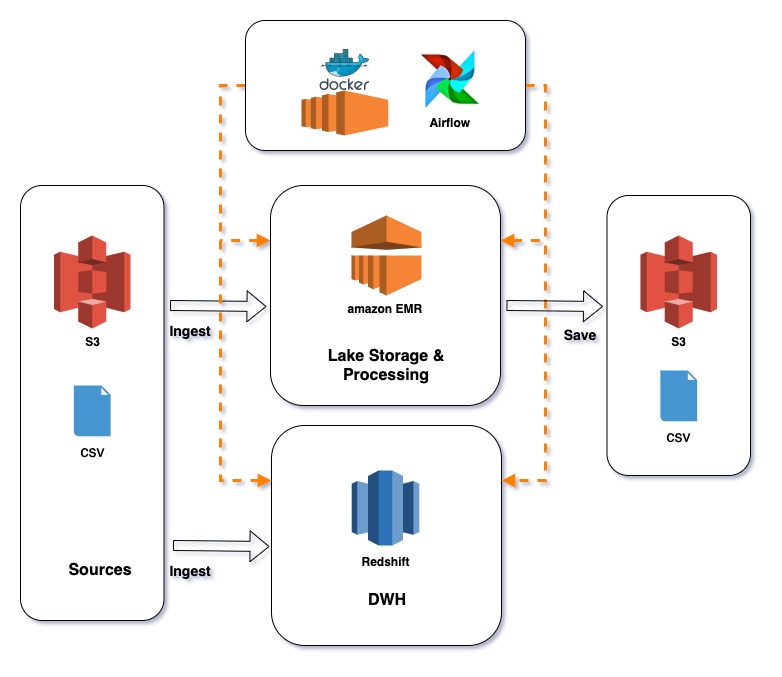 docker
Airflow
S3
CSV
Sources
Ingest
Ingest
amazon EMR
Lake Storage &
Processing
Redshift
DWH
Save
S3
CSV